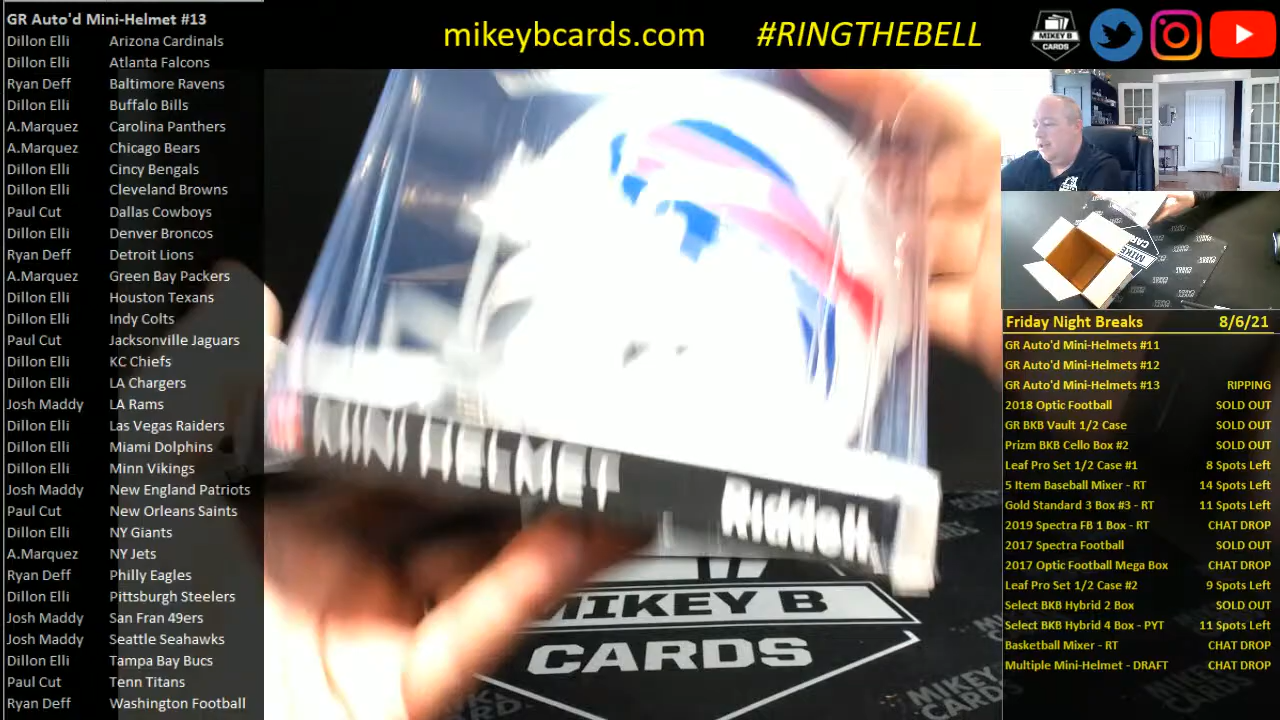 GR Auto'd Mini-Helmet #13
Dillon Elli Arizona Cardinals
Dillon Elli Atlanta Falcons
Ryan Deff Baltimore Ravens
Dillon Elli Buffalo Bills
A.Marquez Carolina Panthers
A.Marquez Chicago Bears
Dillon Elli Cincy Bengals
Dillon Elli Cleveland Browns
Paul Cut Dallas Cowboys
Dillon Elli Denver Broncos
Ryan Deff Detroit Lions
A.Marquez Green Bay Packers
Dillon Elli Houston Texans
Dillon Elli Indy Colts
Paul Cut Jacksonville Jaguars
Dillon Elli KC Chiefs
Dillon Elli LA Chargers
Josh Maddy LA Rams
Dillon Elli Las Vegas Raiders
Dillon Elli Miami Dolphins
Dillon Elli Minn Vikings
Josh Maddy New England Patriots
Paul Cut New Orleans Saints
Dillon Elli NY Giants
A.Marquez NY Jets
Ryan Deff Philly Eagles
Dillon Elli Pittsburgh Steelers
Josh Maddy San Fran 49ers
Josh Maddy Seattle Seahawks
Dillon Elli Tampa Bay Bucs
Paul Cut Tenn Titans
Ryan Deff Washington Football
mikeybcards.com #RINGTHEBELL
MIKEY B
CARDS
MINI HELMET Riddell
MIKEY B
CARDS
MIKEY B
CARDS
MIKEY B
CARDS
Friday Night Breaks 8/6/21
GR Auto'd Mini-Helmets #11
GR Auto'd Mini-Helmets #12
GR Auto'd Mini-Helmets #13 RIPPING
2018 Optic Football SOLD OUT
GR BKB Vault 1/2 Case SOLD OUT
Prizm BKB Cello Box #2 SOLD OUT
Leaf Pro Set 1/2 Case #1 8 Spots Left
5 Item Baseball Mixer - RT 14 Spots Left
Gold Standard 3 Box #3 - RT 11 Spots Left
2019 Spectra FB 1 Box - RT CHAT DROP
2017 Spectra Football SOLD OUT
2017 Optic Football Mega Box CHAT DROP
Leaf Pro Set 1/2 Case #2 9 Spots Left
Select BKB Hybrid 2 Box SOLD OUT
Select BKB Hybrid 4 Box - PYT 11 Spots Left
Basketball Mixer - RT CHAT DROP
Multiple Mini-Helmet - DRAFT CHAT DROP